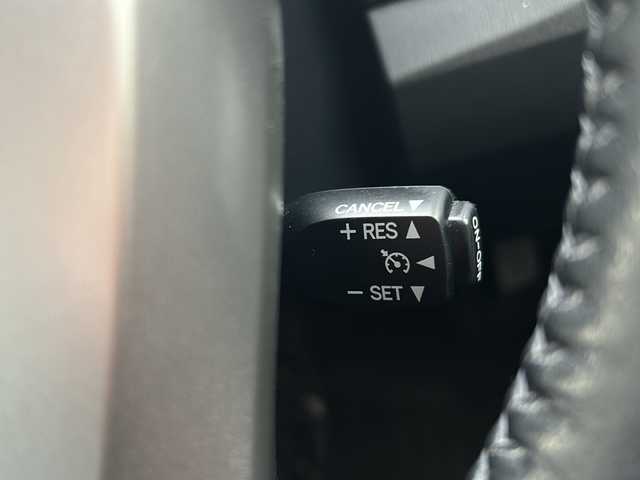 CANCEL ▼
+ RES ▲
◀
− SET ▼
ON-OFF